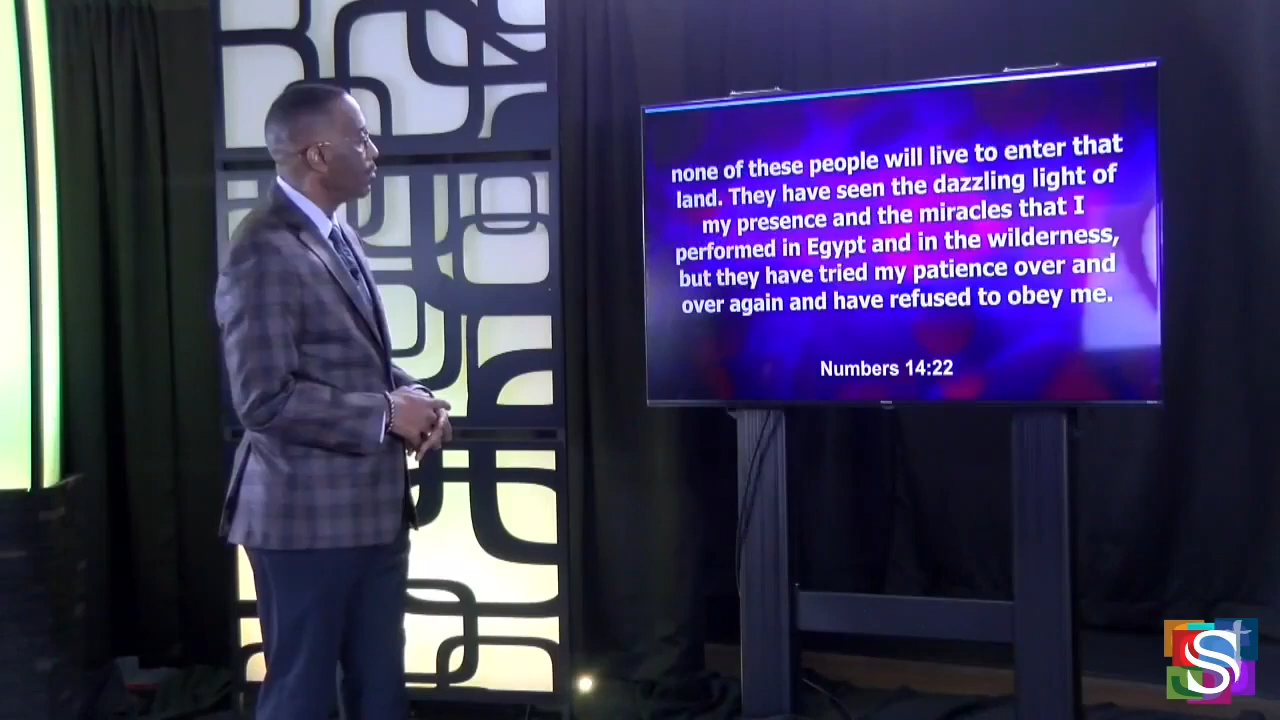 none of these people will live to enter that
land. They have seen the dazzling light of
my presence and the miracles that I
performed in Egypt and in the wilderness,
but they have tried my patience over and
over again and have refused to obey me.
Numbers 14:22
S